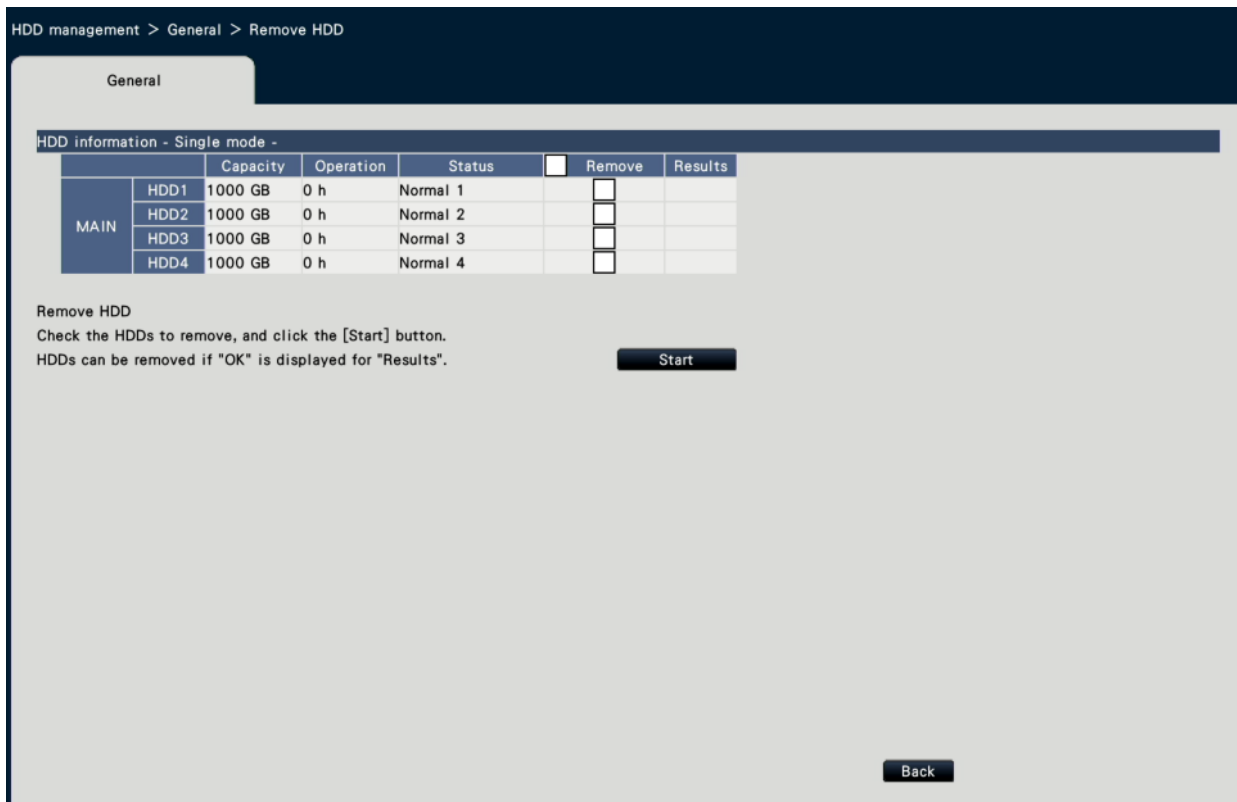 HDD management > General > Remove HDD
General
HDD information - Single mode -
Capacity Operation Status Remove Results
MAIN
HDD1 1000 GB 0 h Normal 1
HDD2 1000 GB 0 h Normal 2
HDD3 1000 GB 0 h Normal 3
HDD4 1000 GB 0 h Normal 4
Remove HDD
Check the HDDs to remove, and click the [Start] button.
HDDs can be removed if "OK" is displayed for "Results". Start
Back